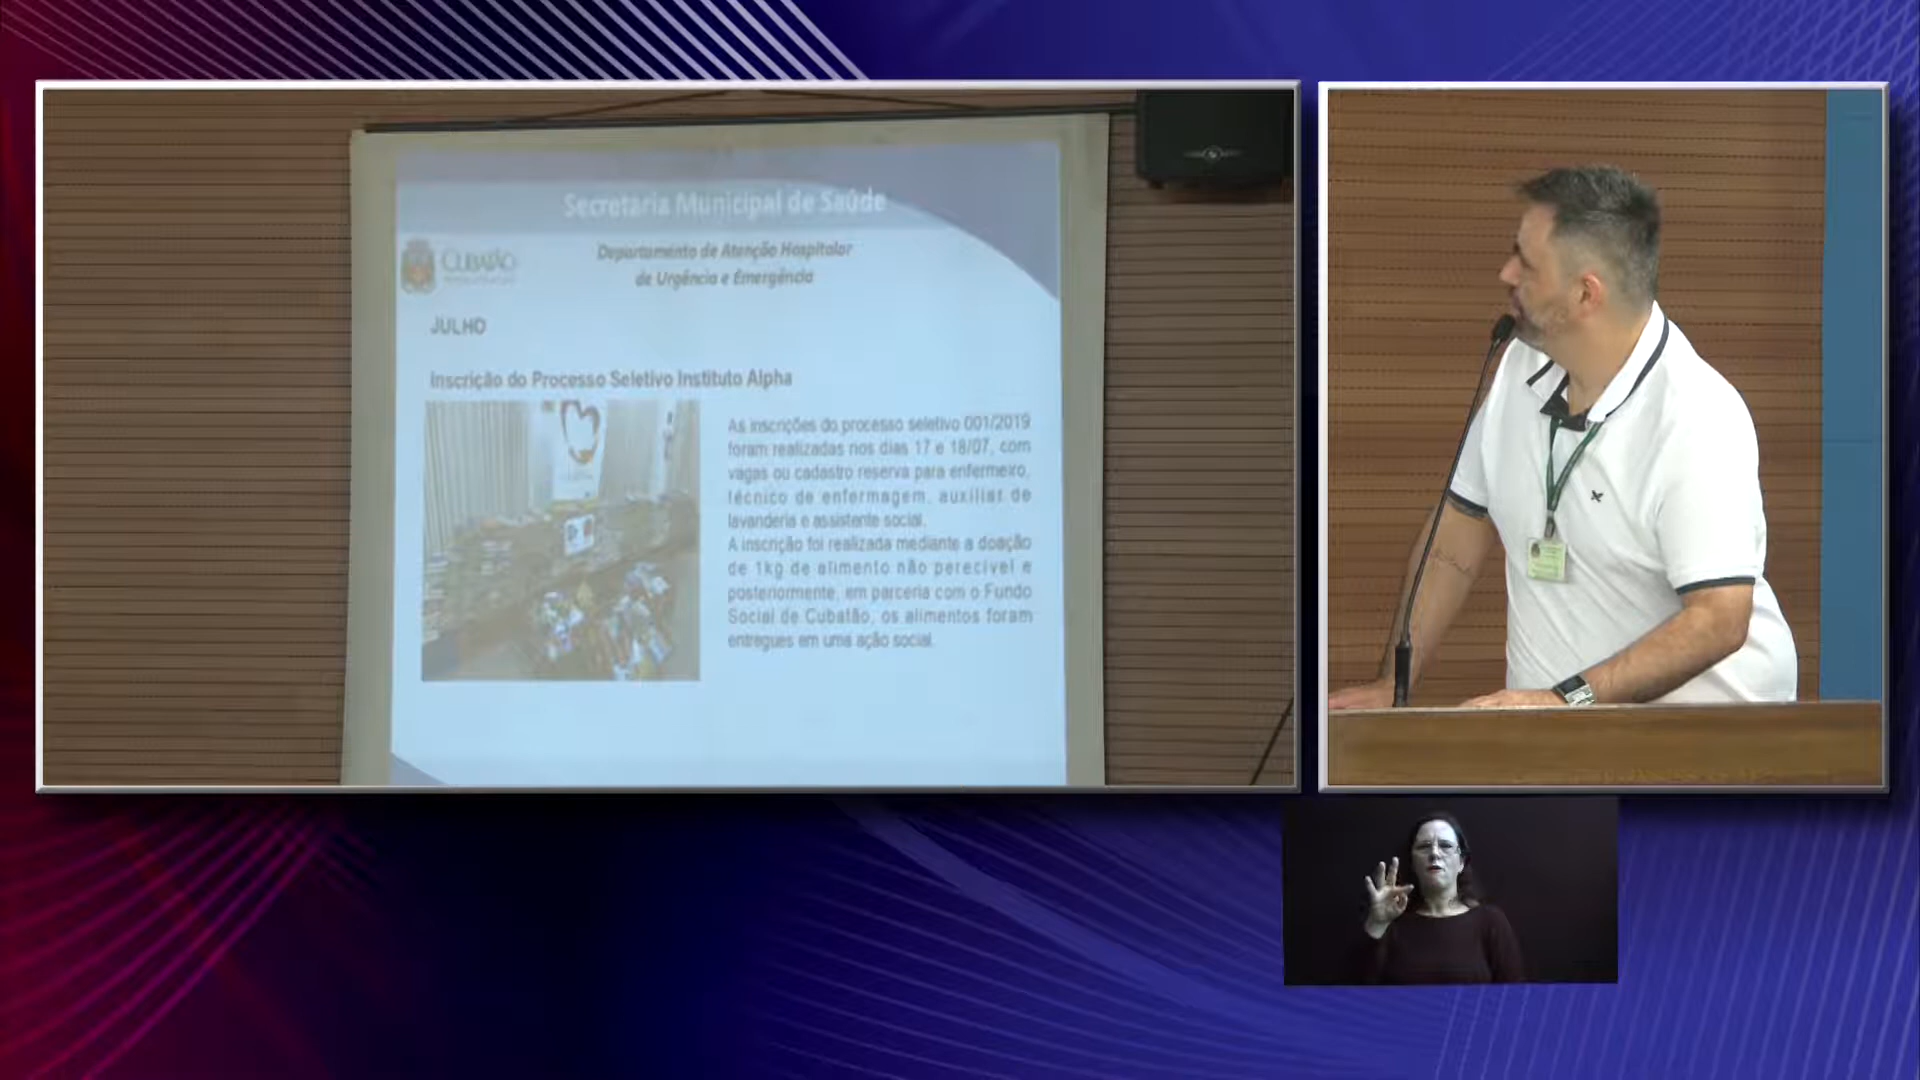 Secretaria Municipal de Saúde
CUBATÃO
Departamento de Atenção Hospitalar
de Urgência e Emergência
JULHO
Inscrição do Processo Seletivo Instituto Alpha
As inscrições do processo seletivo 001/2019
foram realizadas nos dias 17 e 18/07, com
vagas ou cadastro reserva para enfermeiro,
técnico de enfermagem, auxiliar de
lavanderia e assistente social.
A inscrição foi realizada mediante a doação
de 1kg de alimento não perecível e
posteriormente, em parceria com o Fundo
Social de Cubatão, os alimentos foram
entregues em uma ação social.